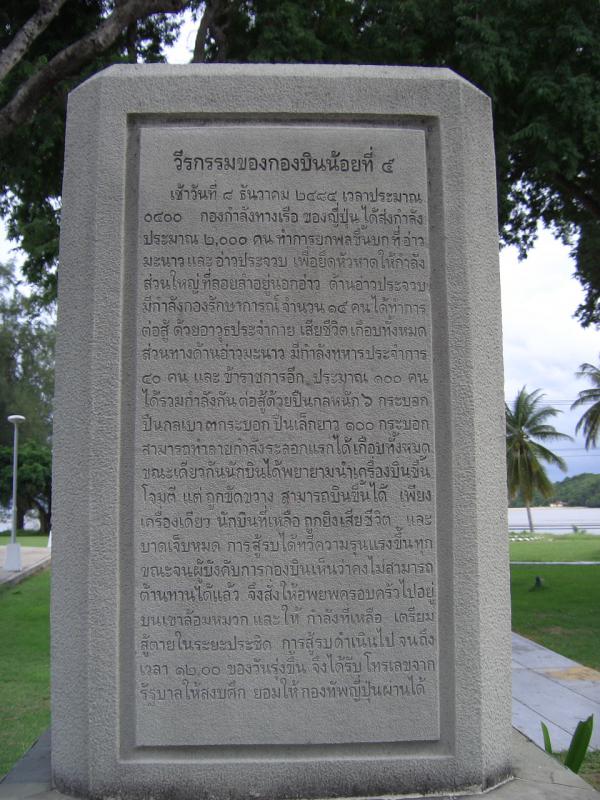 วีรกรรมของกองบินน้อยที่ ๕
เช้าวันที่ ๘ ธันวาคม ๒๔๘๔ เวลาประมาณ
๐๔๐๐ กองกำลังทางเรือ ของญี่ปุ่น ได้ส่งกำลัง
ประมาณ ๒,๐๐๐ คน ทำการยกพลขึ้นบก ที่ อ่าว
มะนาว และ อ่าวประจวบ เพื่อยึดหัวหาดให้กำลัง
ส่วนใหญ่ ที่ลอยลำอยู่นอกอ่าว ด้านอ่าวประจวบ
มีกำลังกองรักษาการณ์ จำนวน ๑๔ คน ได้ทำการ
ต่อสู้ ด้วยอาวุธประจำกาย เสียชีวิต เกือบทั้งหมด
ส่วนทางด้านอ่าวมะนาว มีกำลังทหารประจำการ
๔๐ คน และ ข้าราชการอีก ประมาณ ๑๐๐ คน
ได้รวมกำลังกัน ต่อสู้ด้วยปืนกลหนัก ๖ กระบอก
ปืนกลเบา ๓ กระบอก ปืนเล็กยาว ๑๐๐ กระบอก
สามารถทำลายกำลังระลอกแรกได้ เกือบทั้งหมด
ขณะเดียวกันนักบินได้พยายามนำเครื่องบินขึ้น
โจมตี แต่ ถูกขัดขวาง สามารถบินขึ้นได้ เพียง
เครื่องเดียว นักบินที่เหลือ ถูกยิงเสียชีวิต และ
บาดเจ็บหมด การสู้รบได้ทวีความรุนแรงขึ้นทุก
ขณะจนผู้บังคับการกองบินเห็นว่าคงไม่สามารถ
ต้านทานได้แล้ว จึงสั่งให้อพยพครอบครัวไปอยู่
บนเขาล้อมหมวก และให้ กำลังที่เหลือ เตรียม
สู้ตายในระยะประชิด การสู้รบดำเนินไป จนถึง
เวลา ๑๒.๐๐ ของวันรุ่งขึ้น จึงได้รับ โทรเลขจาก
รัฐบาลให้สงบศึก ยอมให้ กองทัพญี่ปุ่นผ่านได้